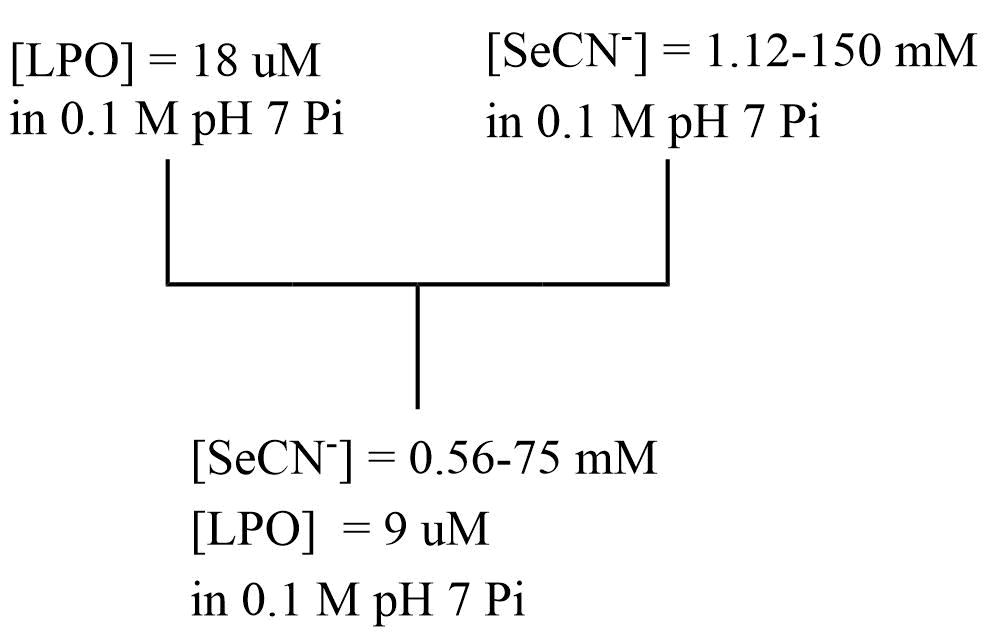 [LPO] = 18 uM
in 0.1 M pH 7 Pi
[SeCN⁻] = 1.12-150 mM
in 0.1 M pH 7 Pi
[SeCN⁻] = 0.56-75 mM
[LPO] = 9 uM
in 0.1 M pH 7 Pi